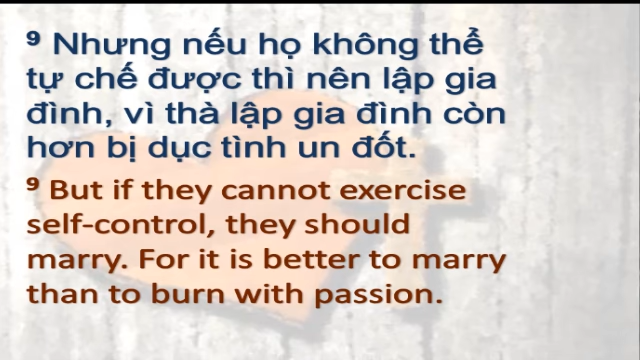 ⁹ Nhưng nếu họ không thể
tự chế được thì nên lập gia
đình, vì thà lập gia đình còn
hơn bị dục tình un đốt.
⁹ But if they cannot exercise
self-control, they should
marry. For it is better to marry
than to burn with passion.